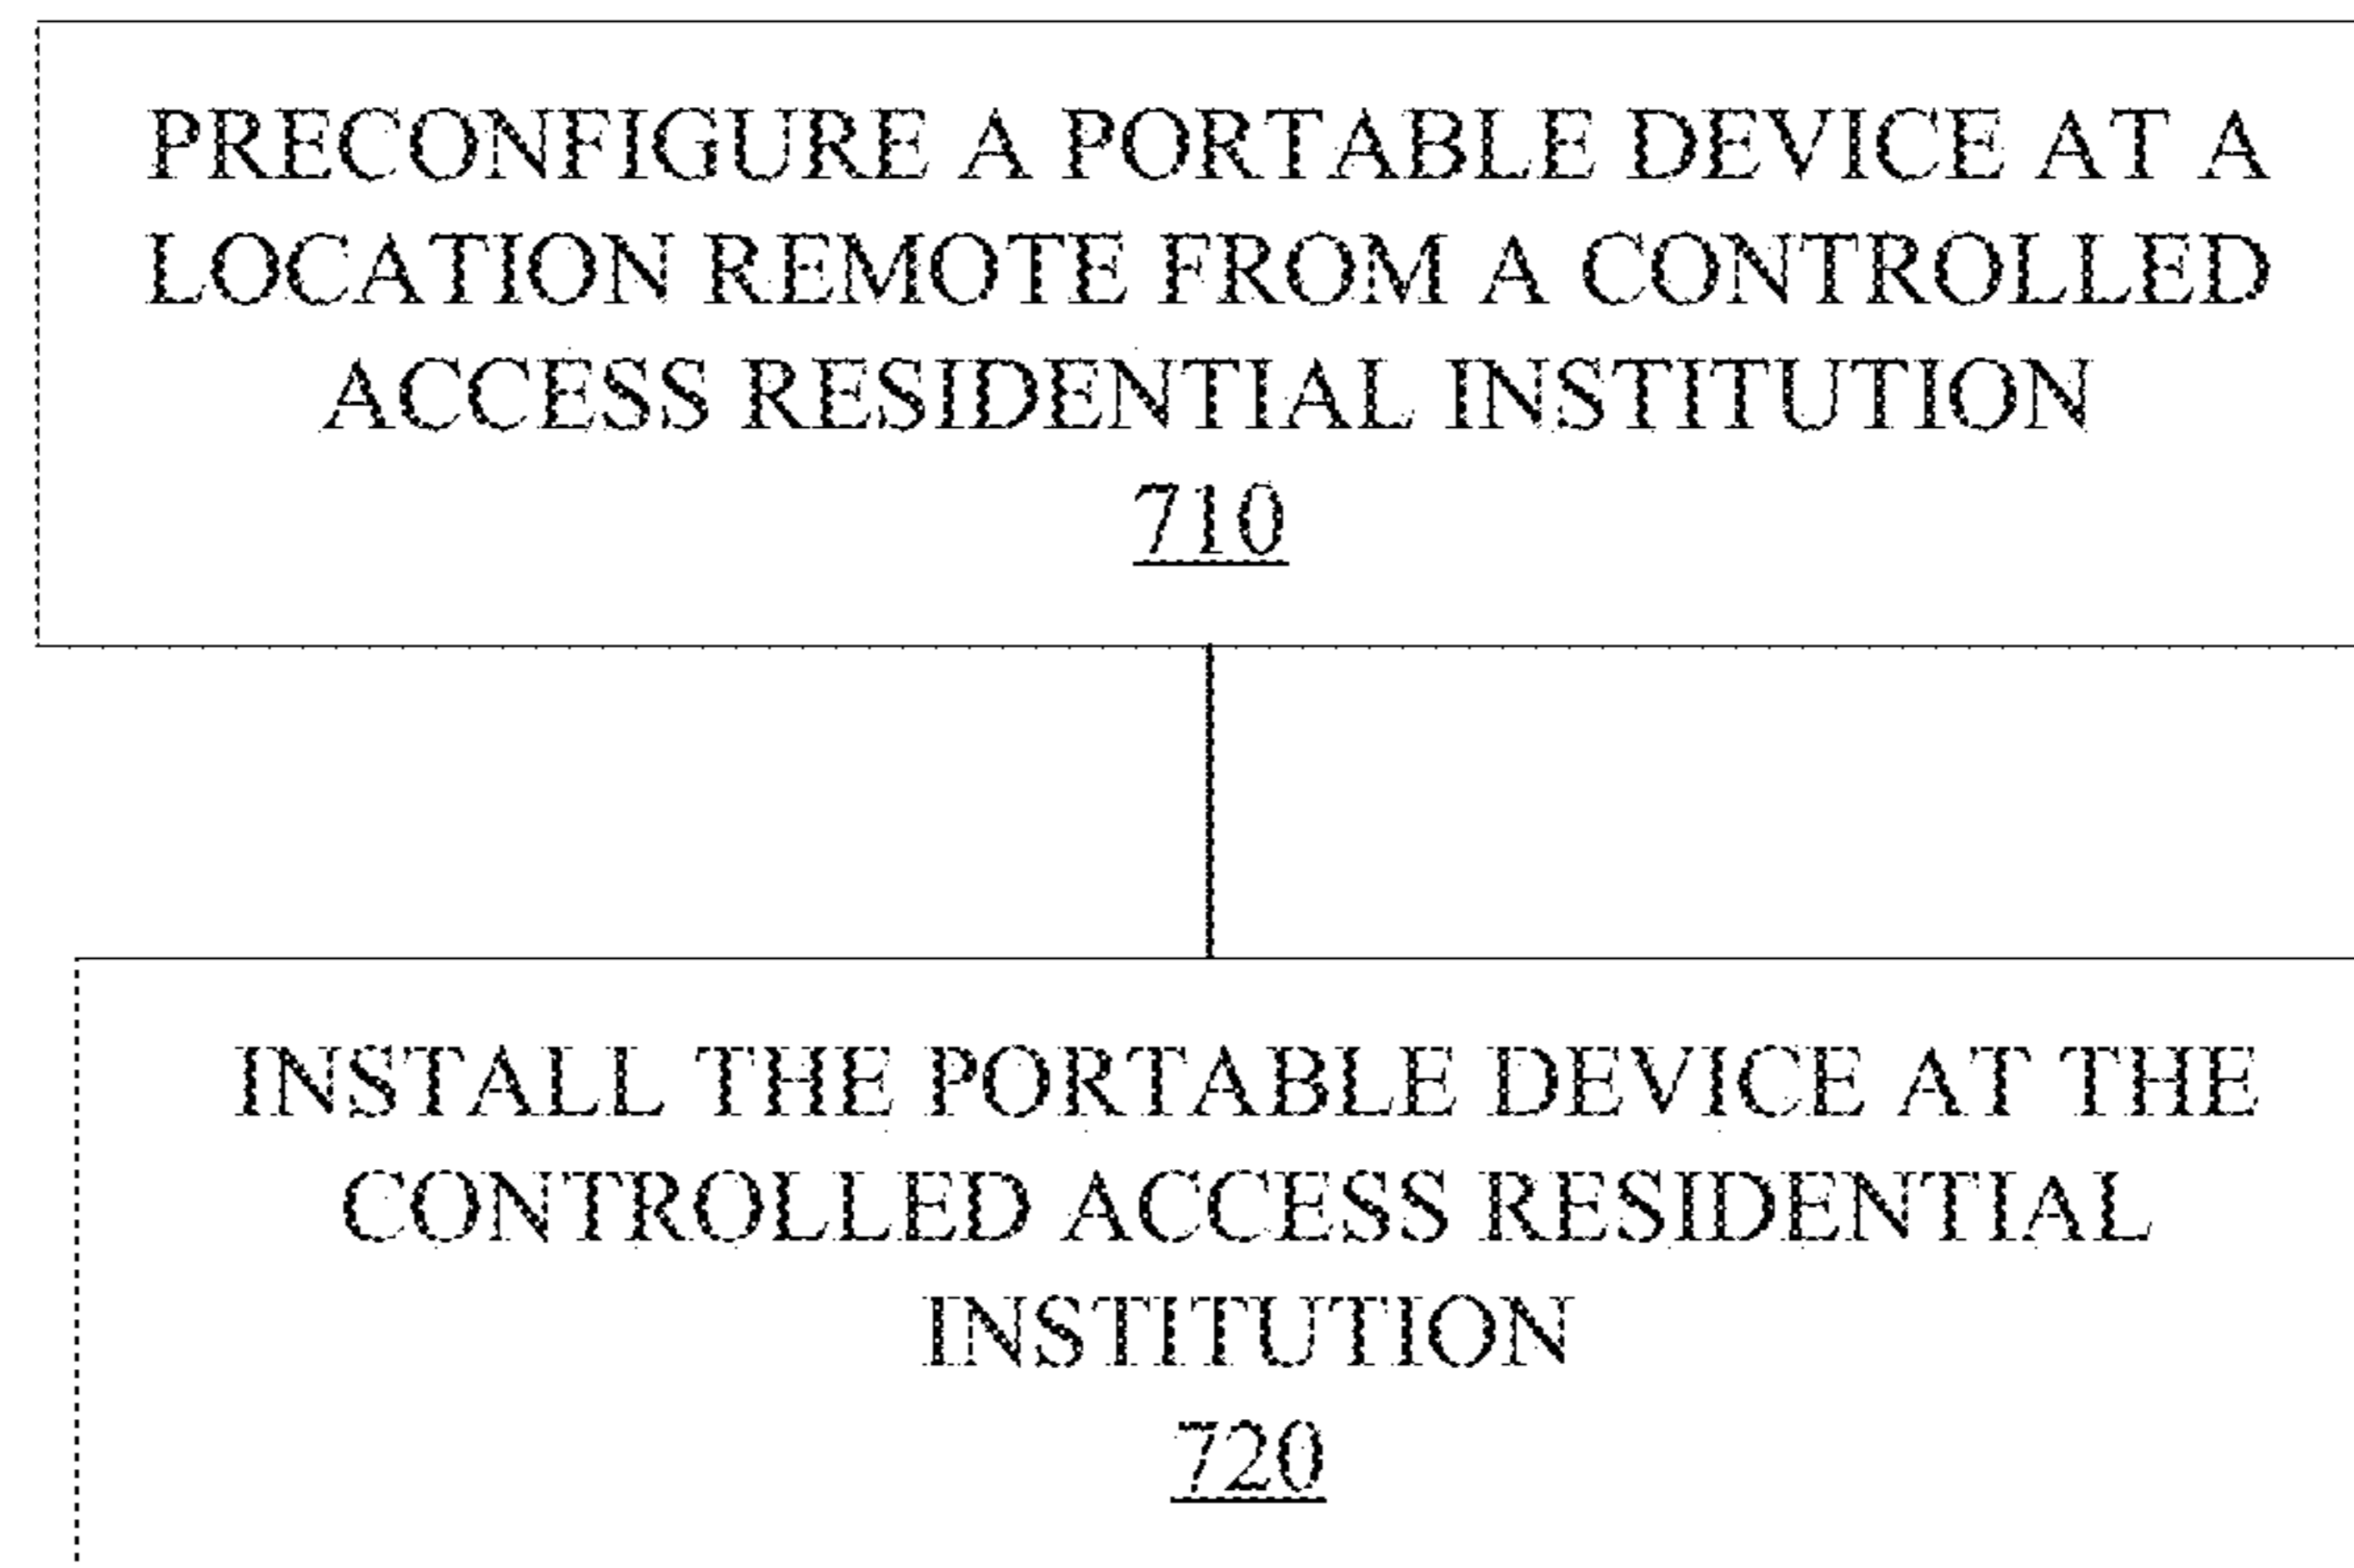 PRECONFIGURE A PORTABLE DEVICE AT A
LOCATION REMOTE FROM A CONTROLLED
ACCESS RESIDENTIAL INSTITUTION
710
INSTALL THE PORTABLE DEVICE AT THE
CONTROLLED ACCESS RESIDENTIAL
INSTITUTION
720